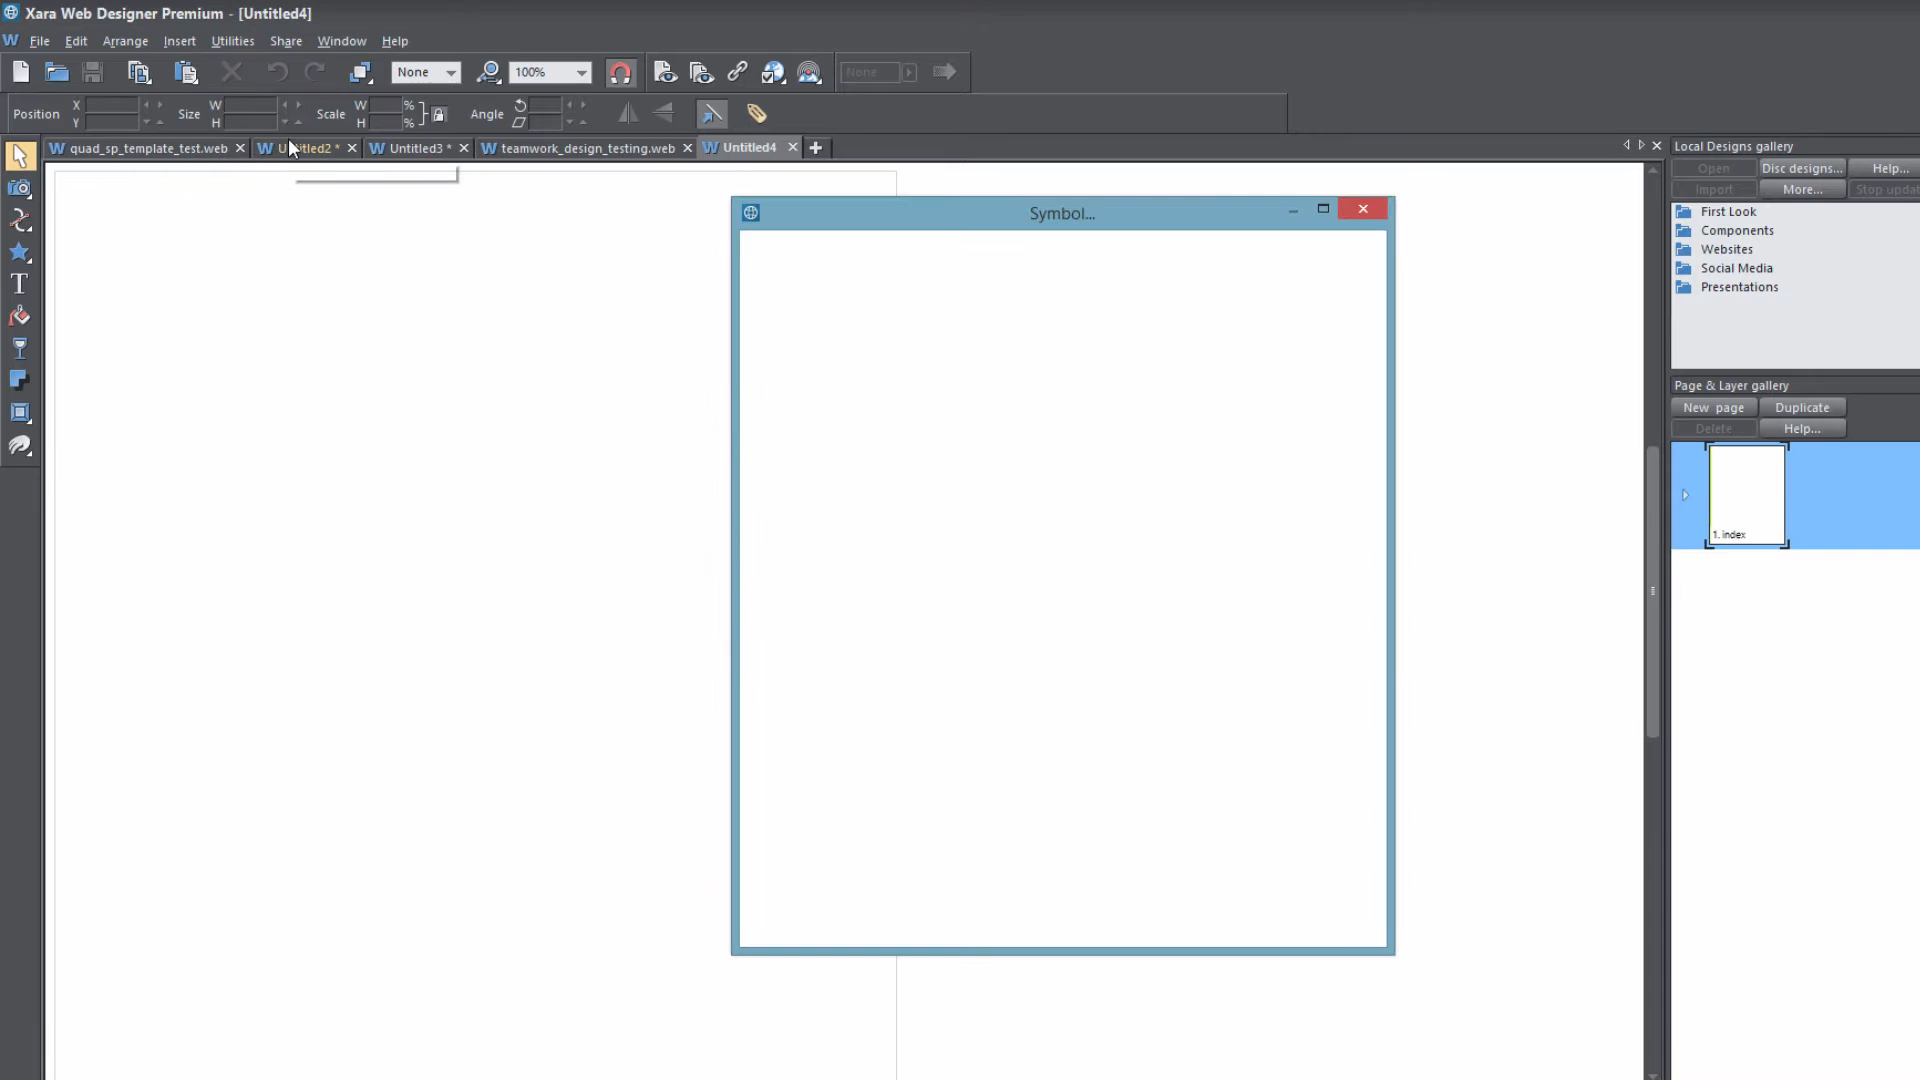 Xara Web Designer Premium - [Untitled4]
File Edit Arrange Insert Utilities Share Window Help
None 100% None
Position X Y Size W H Scale W H % % Angle
quad_sp_template_test.web Untitled2 * Untitled3 * teamwork_design_testing.web Untitled4
Symbol...
Local Designs gallery
Open Disc designs... Help...
Import More... Stop updat
First Look
Components
Websites
Social Media
Presentations
Page & Layer gallery
New page Duplicate
Delete Help...
1. index